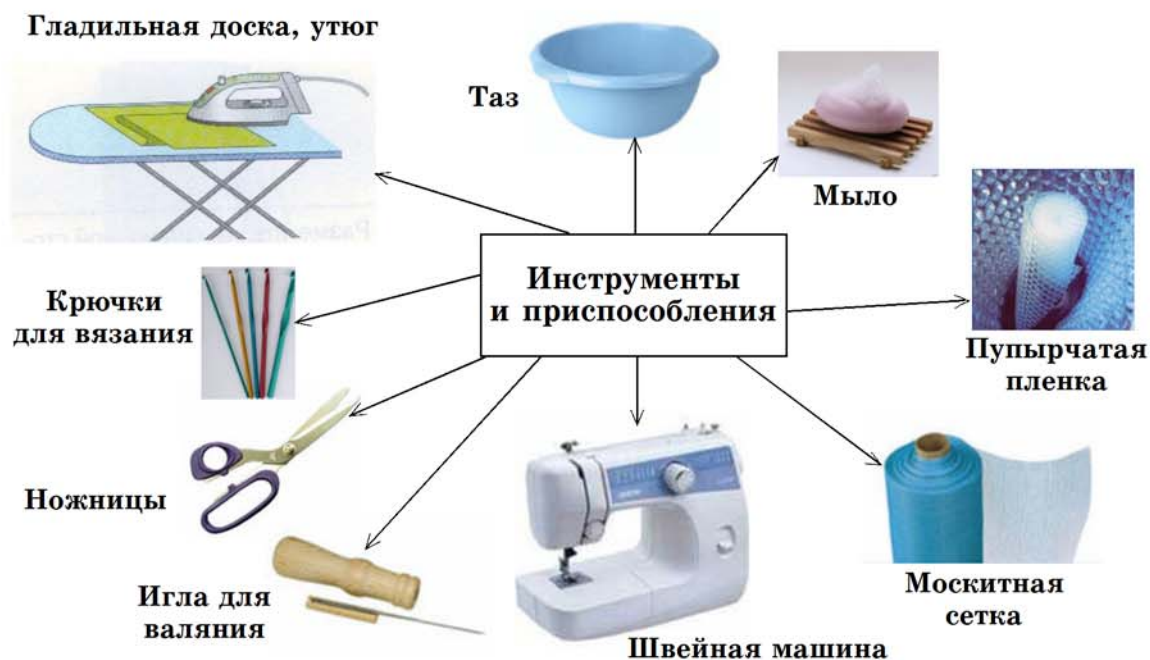 Гладильная доска, утюг
Таз
Мыло
Инструменты
и приспособления
Крючки
для вязания
Пупырчатая
пленка
Ножницы
Игла для
валяния
Москитная
сетка
Швейная машина